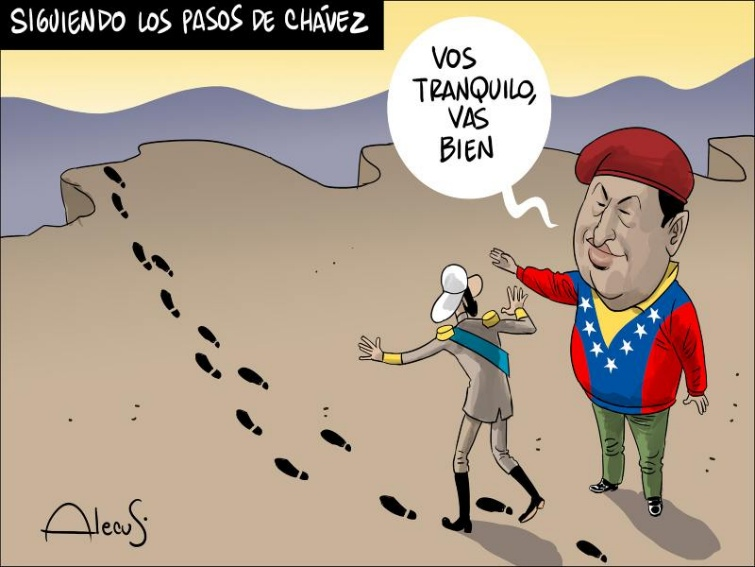 SIGUIENDO LOS PASOS DE CHÁVEZ
VOS
TRANQUILO,
VAS
BIEN
Alecus.